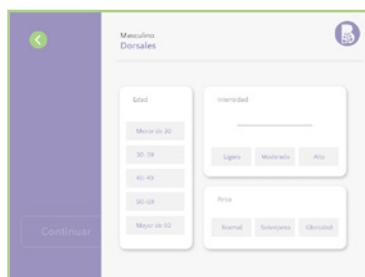 Masculino
Dorsales
Edad
Menor de 30
30-39
40-49
50-59
Mayor de 60
Intensidad
Ligero
Moderado
Alto
Peso
Normal
Sobrepeso
Obesidad
Continuar